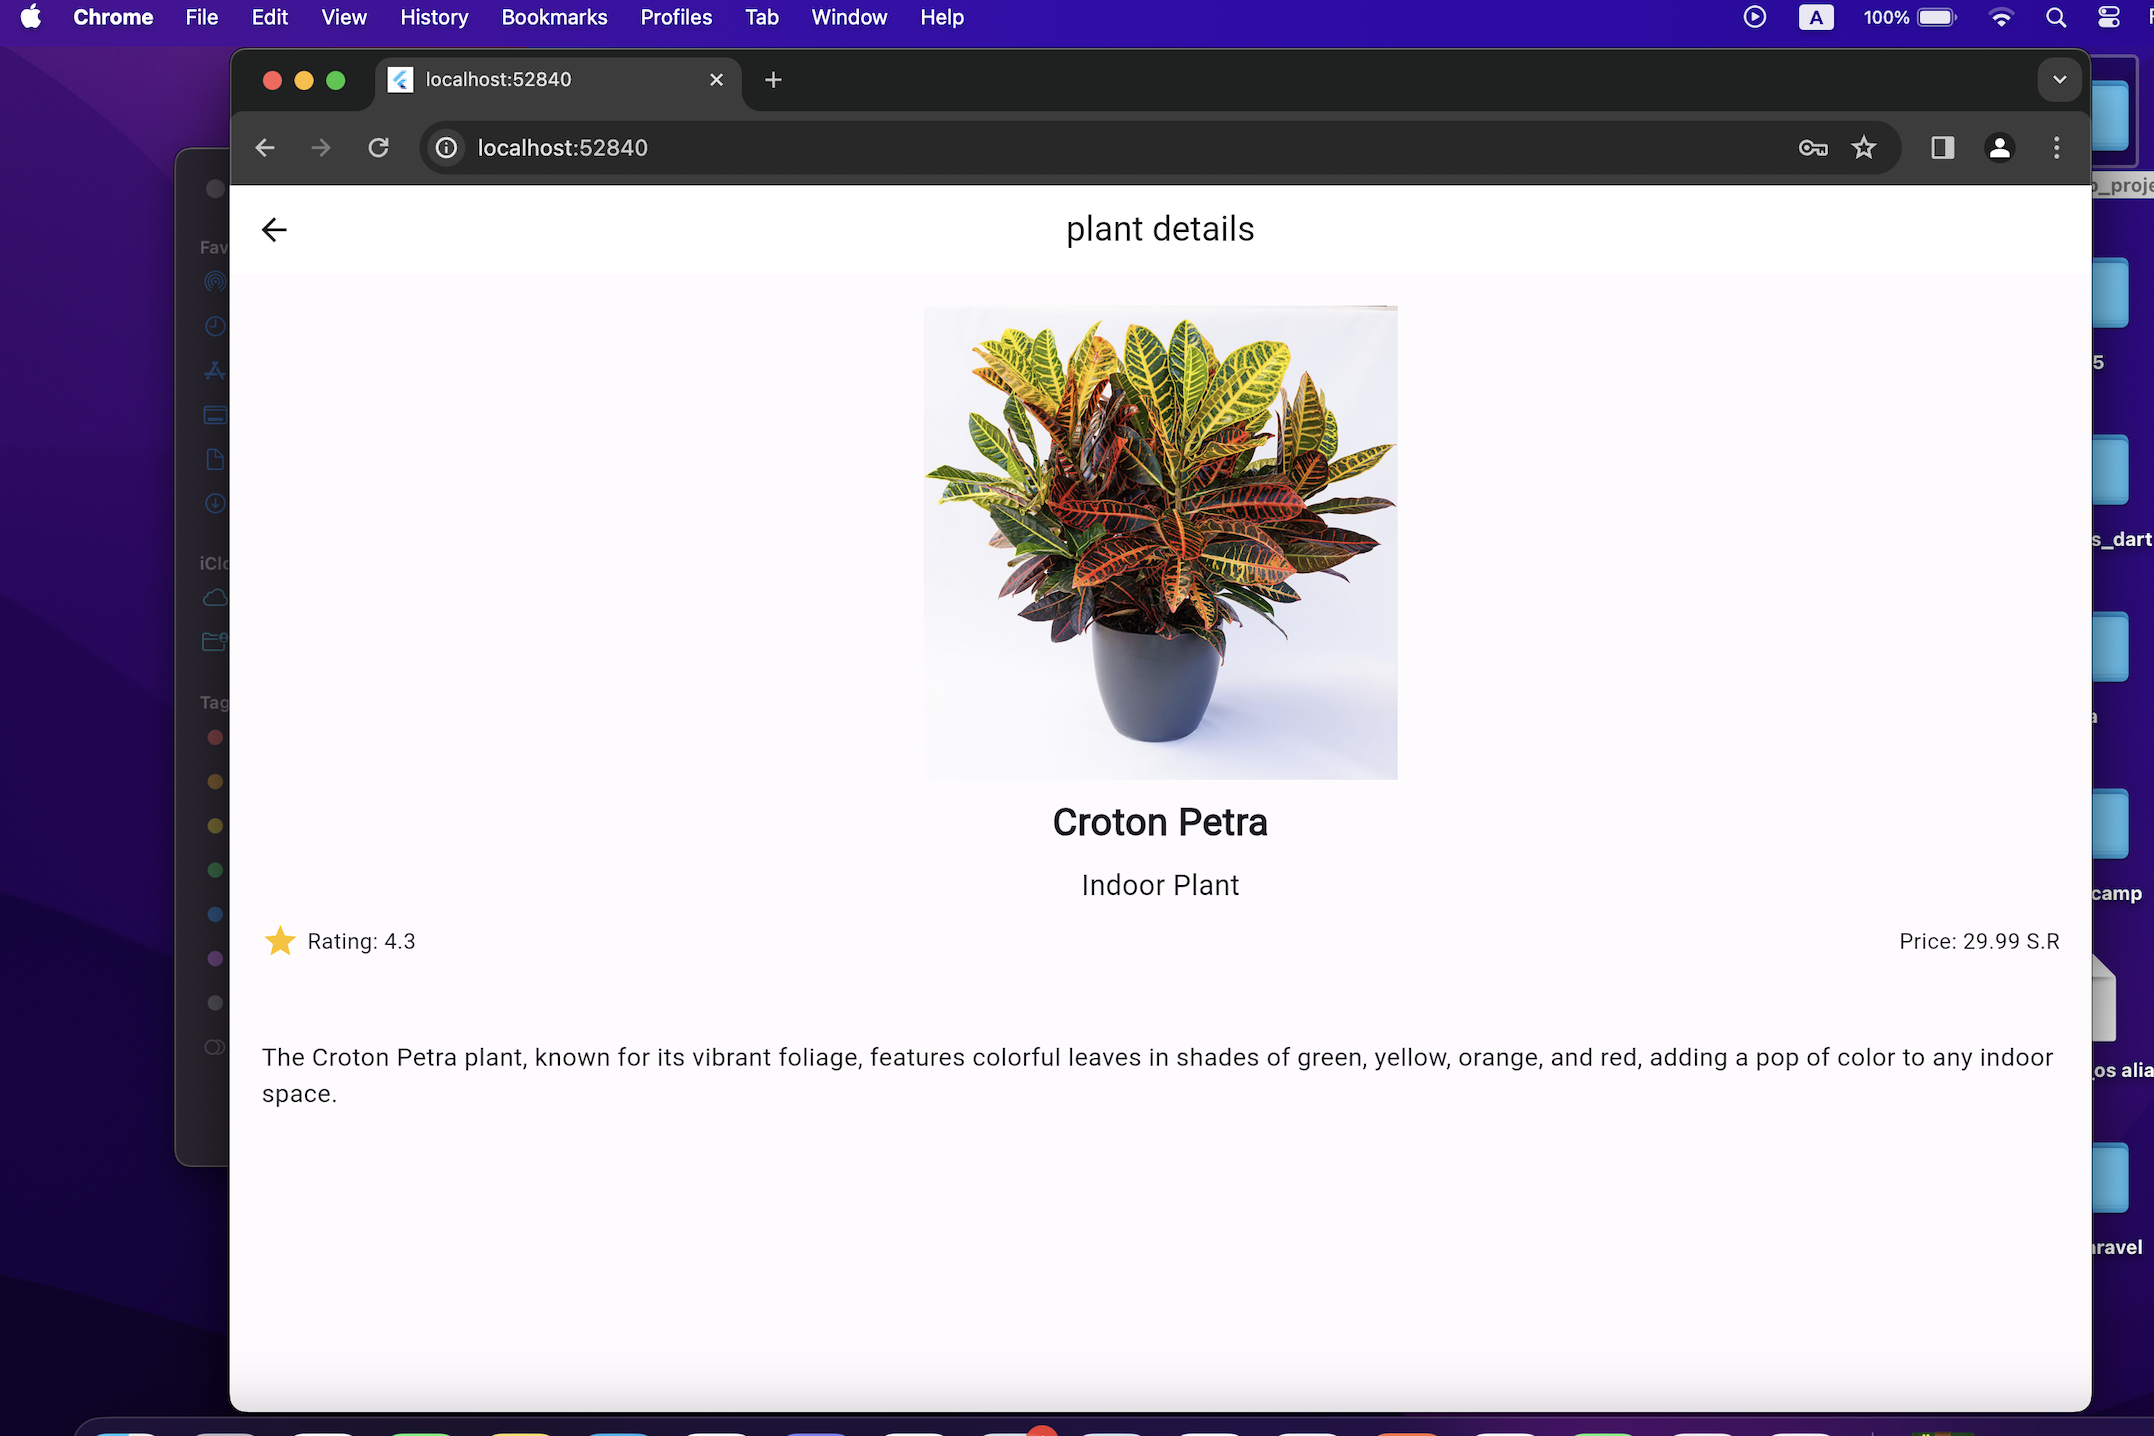 Chrome File Edit View History Bookmarks Profiles Tab Window Help A 100%
localhost:52840
localhost:52840
plant details
Croton Petra
Indoor Plant
Rating: 4.3
Price: 29.99 S.R
The Croton Petra plant, known for its vibrant foliage, features colorful leaves in shades of green, yellow, orange, and red, adding a pop of color to any indoor
space.
Fav
iClo
Tag
5
s_dart
camp
os alia